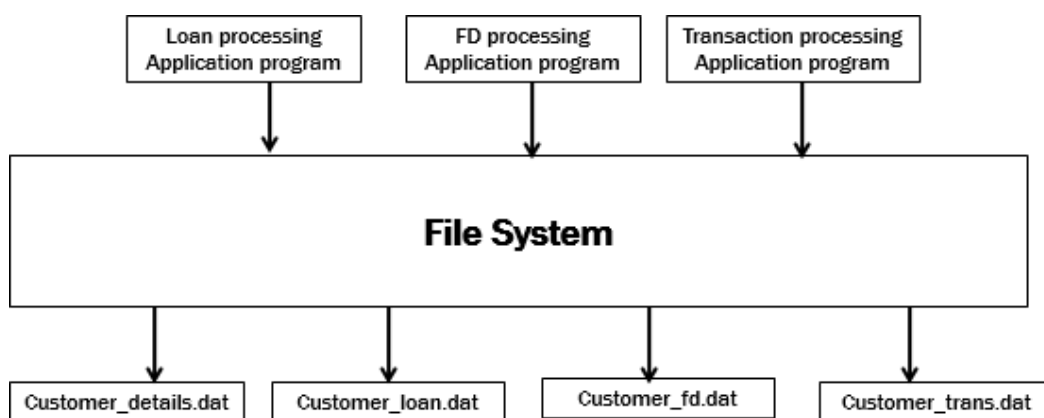 Loan processing
Application program
FD processing
Application program
Transaction processing
Application program
File System
Customer_details.dat
Customer_loan.dat
Customer_fd.dat
Customer_trans.dat